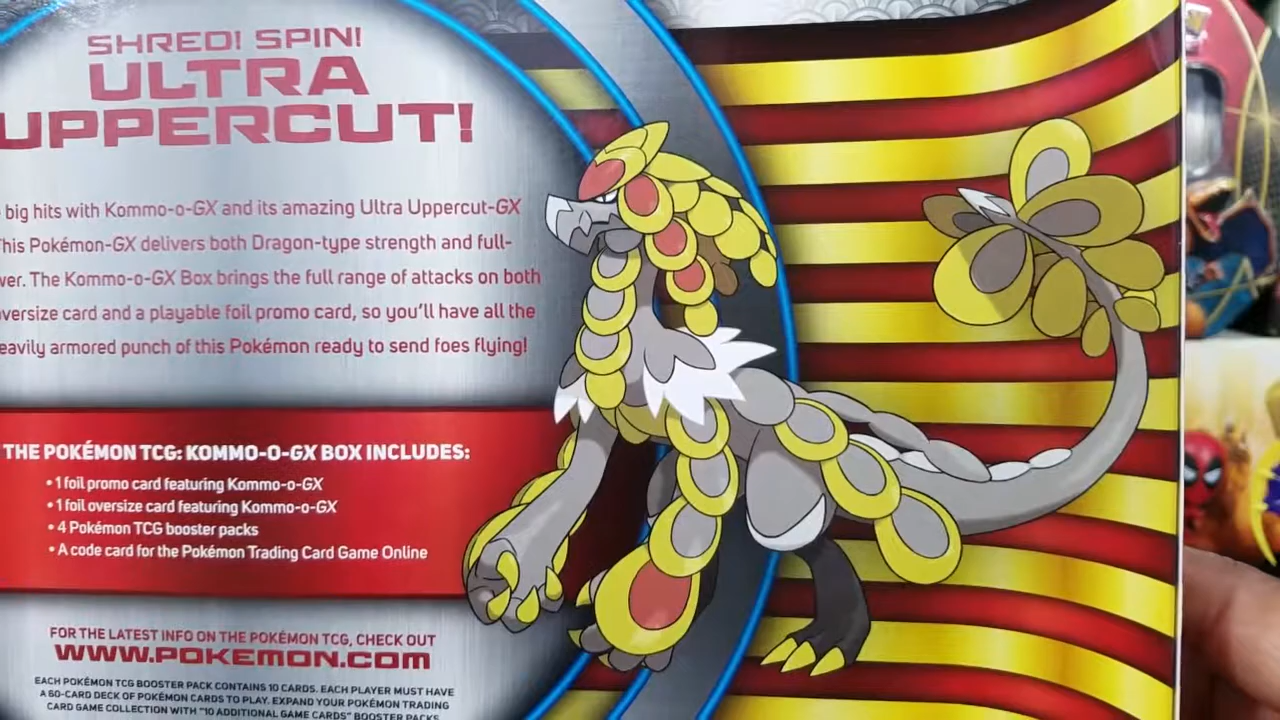 SHRED! SPIN!
ULTRA
UPPERCUT!
big hits with Kommo-o-GX and its amazing Ultra Uppercut-GX
This Pokémon-GX delivers both Dragon-type strength and full-
The Kommo-o-GX Box brings the full range of attacks on both
oversize card and a playable foil promo card, so you'll have all the
heavily armored punch of this Pokémon ready to send foes flying!
THE POKÉMON TCG: KOMMO-O-GX BOX INCLUDES:
• 1 foil promo card featuring Kommo-o-GX
• 1 foil oversize card featuring Kommo-o-GX
• 4 Pokémon TCG booster packs
• A code card for the Pokémon Trading Card Game Online
FOR THE LATEST INFO ON THE POKÉMON TCG, CHECK OUT
WWW.POKEMON.COM
EACH POKÉMON TCG BOOSTER PACK CONTAINS 10 CARDS. EACH PLAYER MUST HAVE
A 60-CARD DECK OF POKÉMON CARDS TO PLAY. EXPAND YOUR POKÉMON TRADING
CARD GAME COLLECTION WITH "10 ADDITIONAL GAME CARDS" BOOSTER PACKS